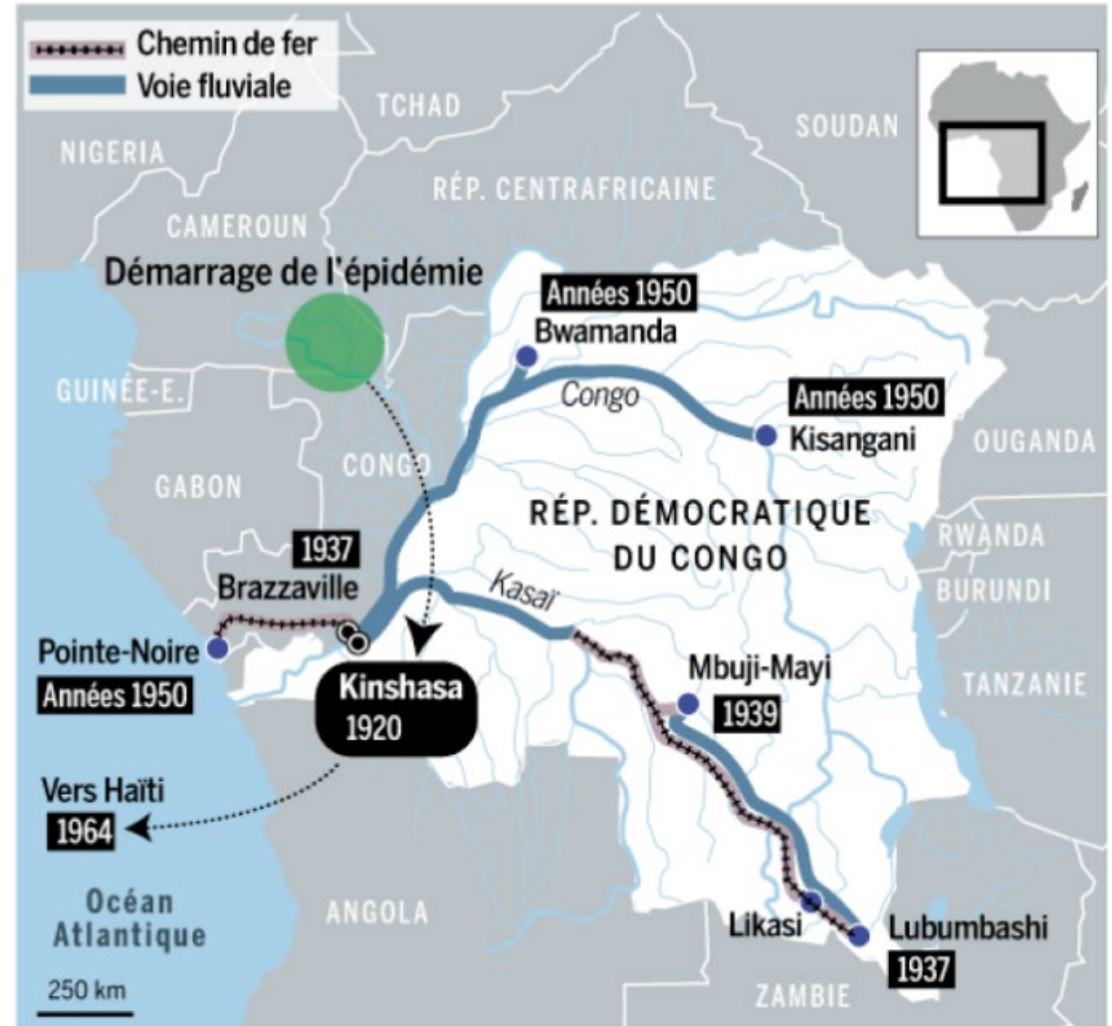 Chemin de fer
Voie fluviale
TCHAD
SOUDAN
NIGERIA
RÉP. CENTRAFRICAINE
CAMEROUN
Démarrage de l'épidémie
Années 1950
Bwamanda
GUINÉE-E.
Congo
Années 1950
Kisangani
OUGANDA
CONGO
GABON
RÉP. DÉMOCRATIQUE
DU CONGO
RWANDA
1937
Brazzaville
BURUNDI
Kasaï
Pointe-Noire
Années 1950
Kinshasa
1920
Mbuji-Mayi
1939
TANZANIE
Vers Haïti
1964
Océan
Atlantique
ANGOLA
Likasi
Lubumbashi
1937
250 km
ZAMBIE